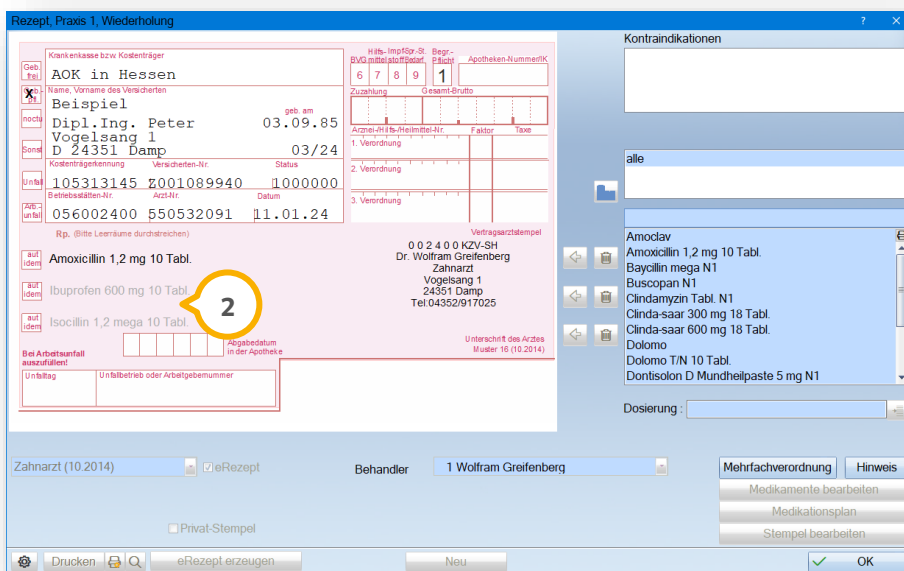 Rezept, Praxis 1, Wiederholung
? ×
Krankenkasse bzw. Kostenträger
AOK in Hessen
Geb. frei
Geb.-pfl.
X
Name, Vorname des Versicherten
Beispiel
geb. am
noctu
Dipl.Ing. Peter 03.09.85
Vogelsang 1
Sonst
D 24351 Damp 03/24
Kostenträgerkennung Versicherten-Nr. Status
Unfall
105313145 Z001089940 1000000
Betriebsstätten-Nr. Arzt-Nr. Datum
Arb.-unfall
056002400 550532091 11.01.24
BVG Hilfs-mittel Impf-stoff Spr.-St. Bedarf Begr.-Pflicht Apotheken-Nummer/IK
6 7 8 9 1
Zuzahlung Gesamt-Brutto
Arznei-/Hilfs-/Heilmittel-Nr. Faktor Taxe
1. Verordnung
2. Verordnung
3. Verordnung
Rp. (Bitte Leerräume durchstreichen)
Vertragsarztstempel
aut idem
Amoxicillin 1,2 mg 10 Tabl.
aut idem
Ibuprofen 600 mg 10 Tabl.
aut idem
Isocillin 1,2 mega 10 Tabl.
2
0 0 2 4 0 0 KZV-SH
Dr. Wolfram Greifenberg
Zahnarzt
Vogelsang 1
24351 Damp
Tel:04352/917025
Abgabedatum
in der Apotheke
Unterschrift des Arztes
Muster 16 (10.2014)
Bei Arbeitsunfall
auszufüllen!
Unfalltag Unfallbetrieb oder Arbeitgebernummer
Kontraindikationen
alle
Amoclav
Amoxicillin 1,2 mg 10 Tabl.
Baycillin mega N1
Buscopan N1
Clindamyzin Tabl. N1
Clinda-saar 300 mg 18 Tabl.
Clinda-saar 600 mg 18 Tabl.
Dolomo
Dolomo T/N 10 Tabl.
Dontisolon D Mundheilpaste 5 mg N1
Dosierung :
Zahnarzt (10.2014)
eRezept
Behandler 1 Wolfram Greifenberg
Mehrfachverordnung Hinweis
Medikamente bearbeiten
Medikationsplan
Privat-Stempel
Stempel bearbeiten
Drucken eRezept erzeugen Neu OK